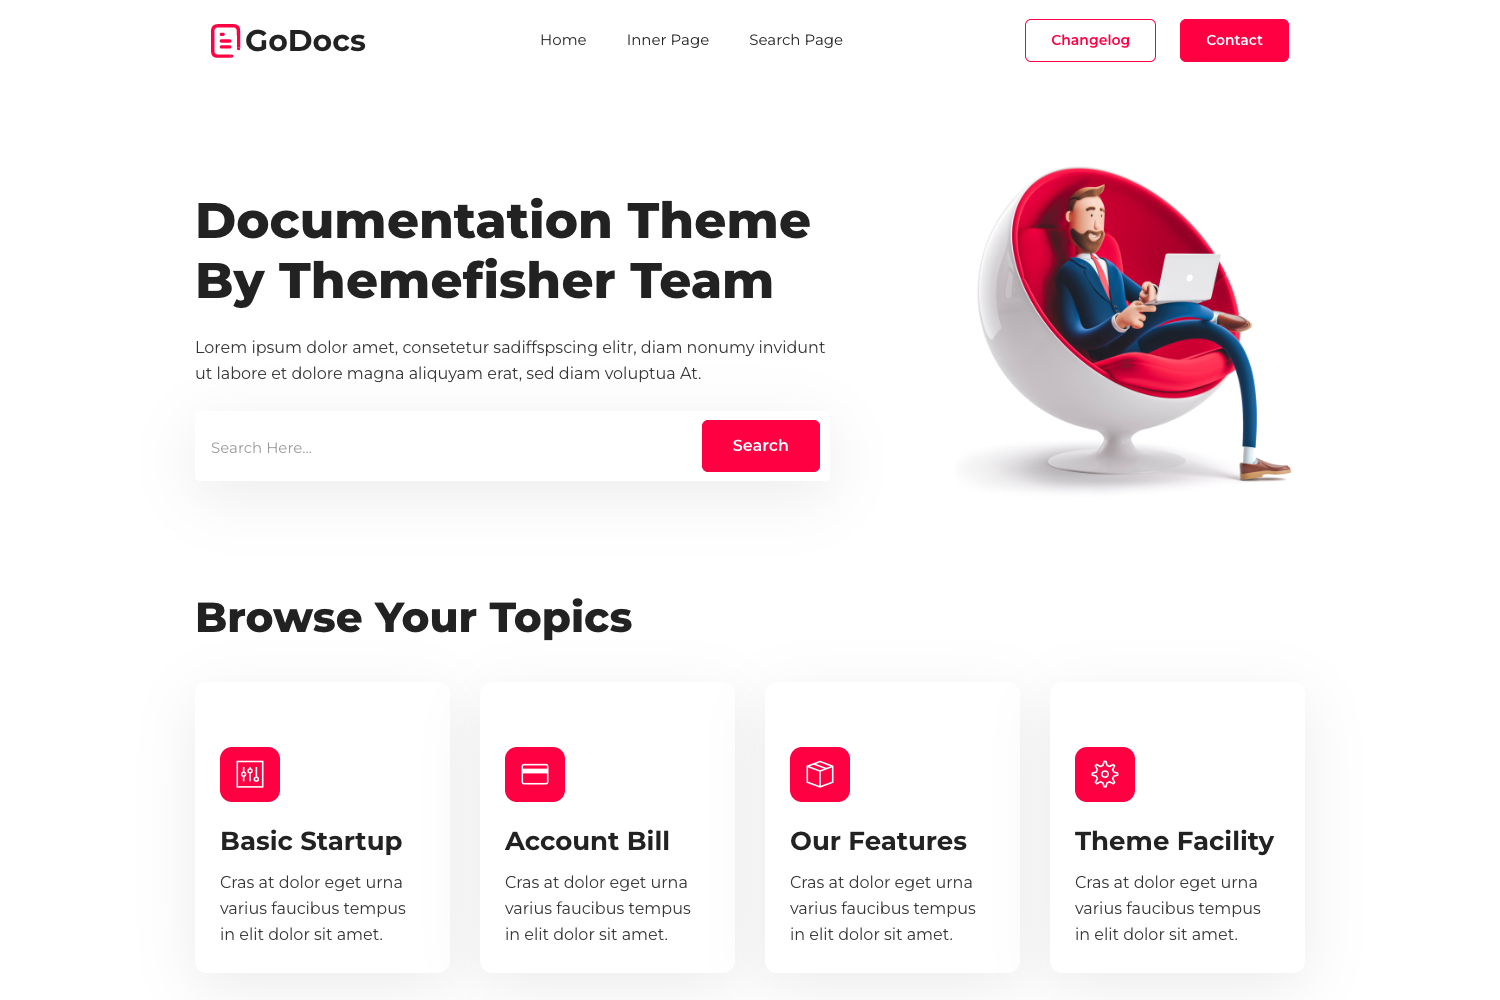 GoDocs
Home
Inner Page
Search Page
Changelog
Contact
Documentation Theme
By Themefisher Team
Lorem ipsum dolor amet, consetetur sadiffspscing elitr, diam nonumy invidunt
ut labore et dolore magna aliquyam erat, sed diam voluptua At.
Search Here...
Search
Browse Your Topics
Basic Startup
Cras at dolor eget urna
varius faucibus tempus
in elit dolor sit amet.
Account Bill
Cras at dolor eget urna
varius faucibus tempus
in elit dolor sit amet.
Our Features
Cras at dolor eget urna
varius faucibus tempus
in elit dolor sit amet.
Theme Facility
Cras at dolor eget urna
varius faucibus tempus
in elit dolor sit amet.